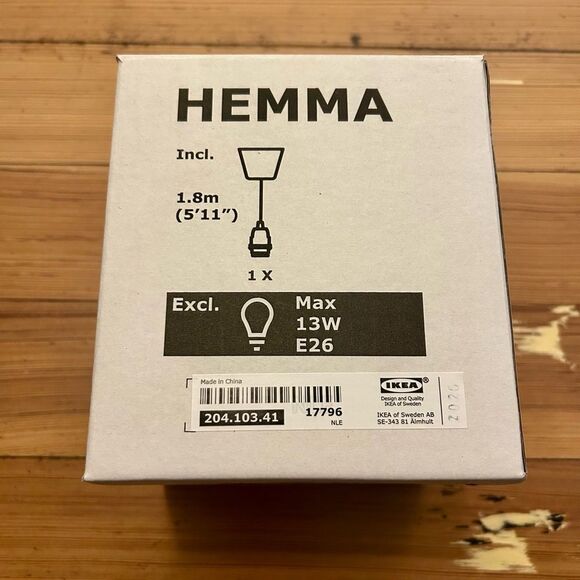 HEMMA
Incl.
1.8m
(5'11")
1 X
Excl.
Max
13W
E26
Made in China
204.103.41
17796
NLE
IKEA®
Design and Quality
IKEA of Sweden
IKEA of Sweden AB
SE-343 81 Älmhult